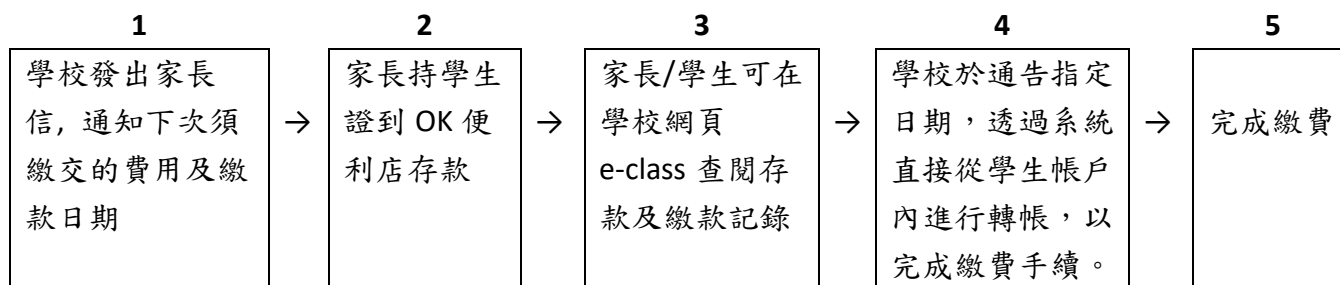 1
學校發出家長
信, 通知下次須
繳交的費用及繳
款日期
→
2
家長持學生
證到 OK 便
利店存款
→
3
家長/學生可在
學校網頁
e-class 查閱存
款及繳款記錄
→
4
學校於通告指定
日期，透過系統
直接從學生帳戶
內進行轉帳，以
完成繳費手續。
→
5
完成繳費